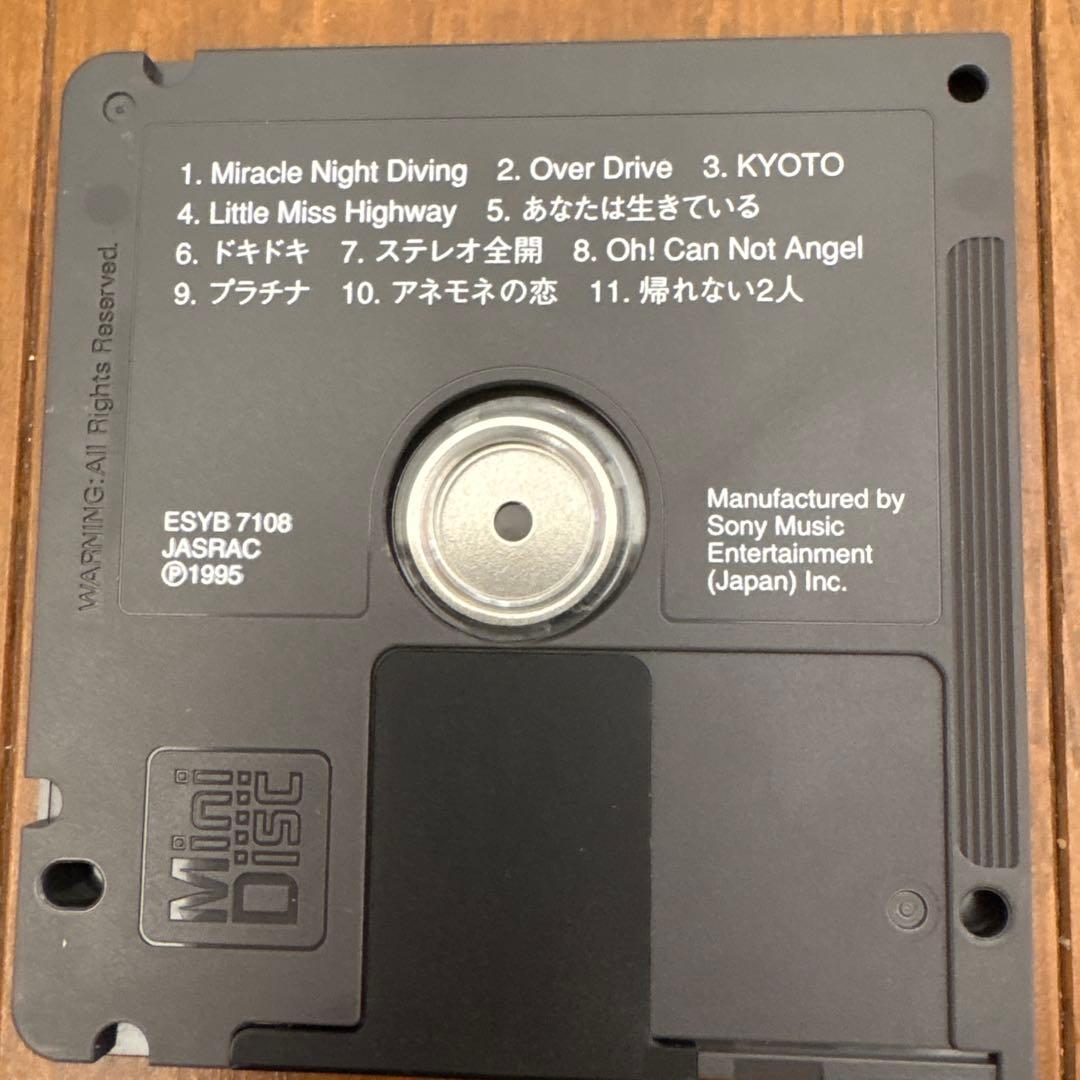 1. Miracle Night Diving 2. Over Drive 3. KYOTO
4. Little Miss Highway 5. あなたは生きている
6. ドキドキ 7. ステレオ全開 8. Oh! Can Not Angel
9. プラチナ 10. アネモネの恋 11. 帰れない2人
WARNING:All Rights Reserved.
ESYB 7108
JASRAC
Ⓟ1995
Manufactured by
Sony Music
Entertainment
(Japan) Inc.
Mini
Disc